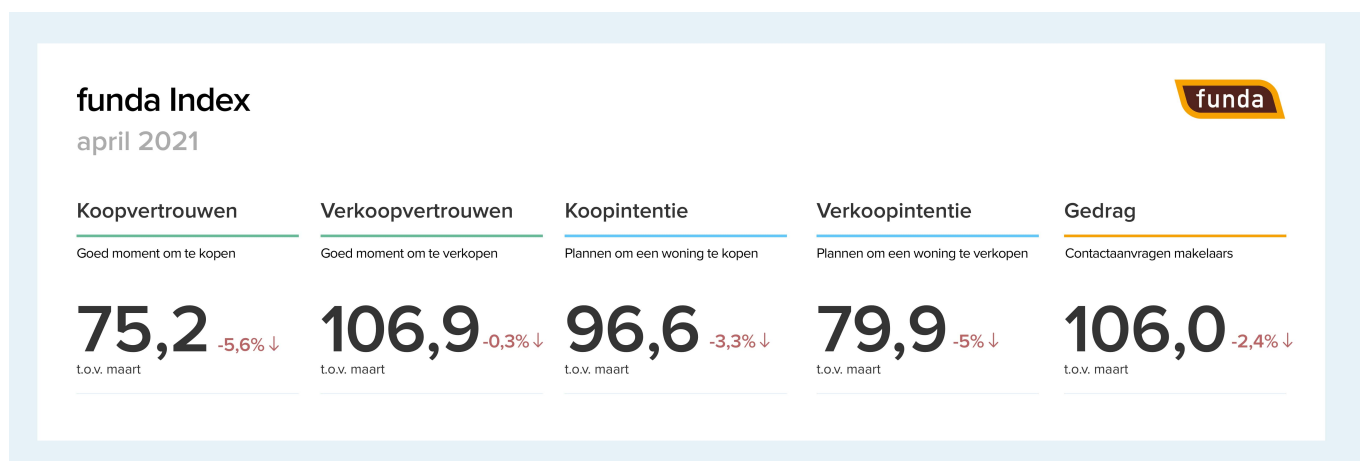 funda Index
funda
april 2021
Koopvertrouwen
Goed moment om te kopen
75,2 -5,6%↓
t.o.v. maart
Verkoopvertrouwen
Goed moment om te verkopen
106,9 -0,3%↓
t.o.v. maart
Koopintentie
Plannen om een woning te kopen
96,6 -3,3%↓
t.o.v. maart
Verkoopintentie
Plannen om een woning te verkopen
79,9 -5%↓
t.o.v. maart
Gedrag
Contactaanvragen makelaars
106,0 -2,4%↓
t.o.v. maart